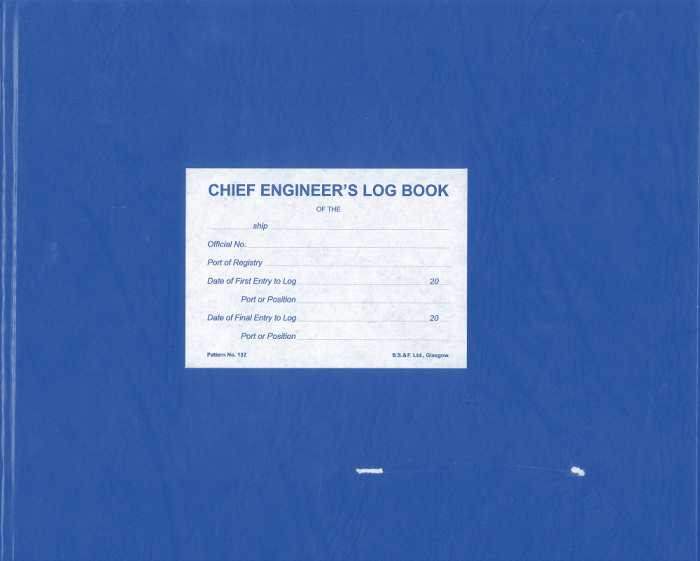 CHIEF ENGINEER'S LOG BOOK
OF THE
ship
Official No.
Port of Registry
Date of First Entry to Log 20
Port or Position
Date of Final Entry to Log 20
Port or Position
Pattern No. 132 B.S.& F. Ltd., Glasgow